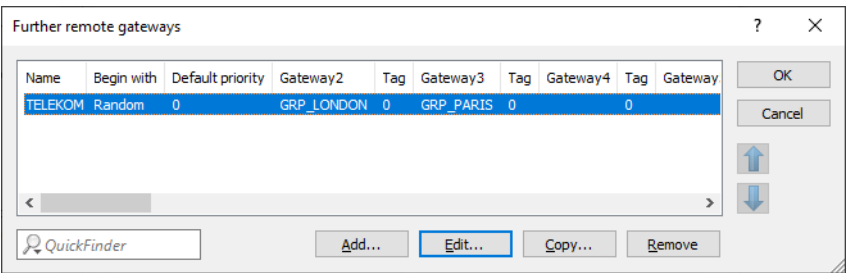 Further remote gateways
Name Begin with Default priority Gateway2 Tag Gateway3 Tag Gateway4 Tag Gateway
TELEKOM Random 0 GRP_LONDON 0 GRP_PARIS 0 0
OK
Cancel
QuickFinder
Add... Edit... Copy... Remove